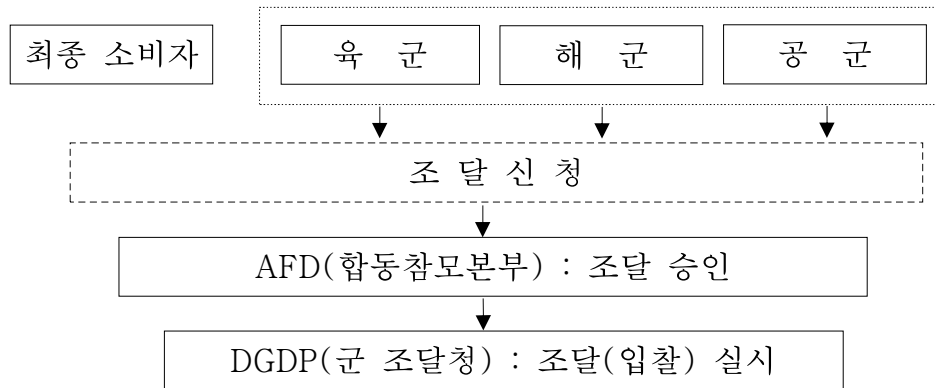 최종 소비자 육 군 해 군 공 군
조 달 신 청
AFD(합동참모본부) : 조달 승인
DGDP(군 조달청) : 조달(입찰) 실시